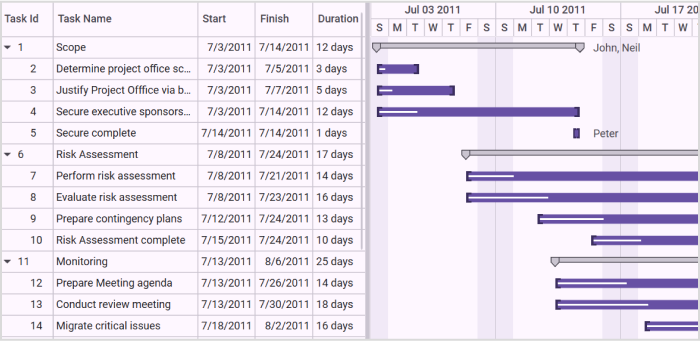 Task Id Task Name Start Finish Duration Jul 03 2011 Jul 10 2011 Jul 17 20
S M T W T F S S M T W T F S S M T W
1 Scope 7/3/2011 7/14/2011 12 days John, Neil
2 Determine project office sc... 7/3/2011 7/5/2011 3 days
3 Justify Project Offfice via b... 7/3/2011 7/7/2011 5 days
4 Secure executive sponsors... 7/3/2011 7/14/2011 12 days
5 Secure complete 7/14/2011 7/14/2011 1 days Peter
6 Risk Assessment 7/8/2011 7/24/2011 17 days
7 Perform risk assessment 7/8/2011 7/21/2011 14 days
8 Evaluate risk assessment 7/8/2011 7/23/2011 16 days
9 Prepare contingency plans 7/12/2011 7/24/2011 13 days
10 Risk Assessment complete 7/15/2011 7/24/2011 10 days
11 Monitoring 7/13/2011 8/6/2011 25 days
12 Prepare Meeting agenda 7/13/2011 7/26/2011 14 days
13 Conduct review meeting 7/13/2011 7/30/2011 18 days
14 Migrate critical issues 7/18/2011 8/2/2011 16 days